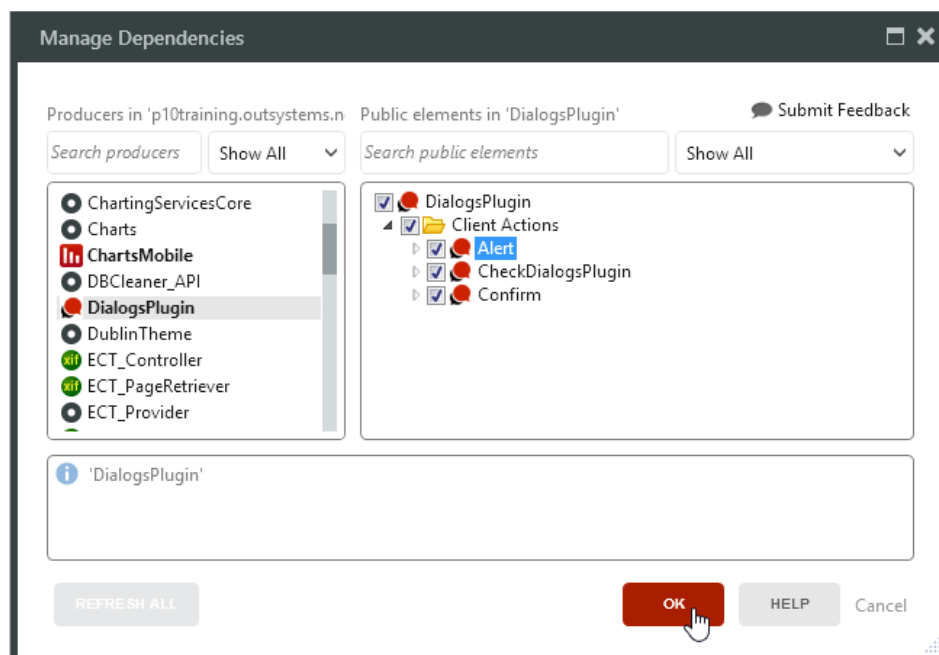 Manage Dependencies
Producers in 'p10training.outsystems.n
Public elements in 'DialogsPlugin'
Submit Feedback
Search producers
Show All
Search public elements
Show All
ChartingServicesCore
Charts
ChartsMobile
DBCleaner_API
DialogsPlugin
DublinTheme
xif ECT_Controller
xif ECT_PageRetriever
ECT_Provider
DialogsPlugin
Client Actions
Alert
CheckDialogsPlugin
Confirm
i 'DialogsPlugin'
REFRESH ALL
OK
HELP
Cancel